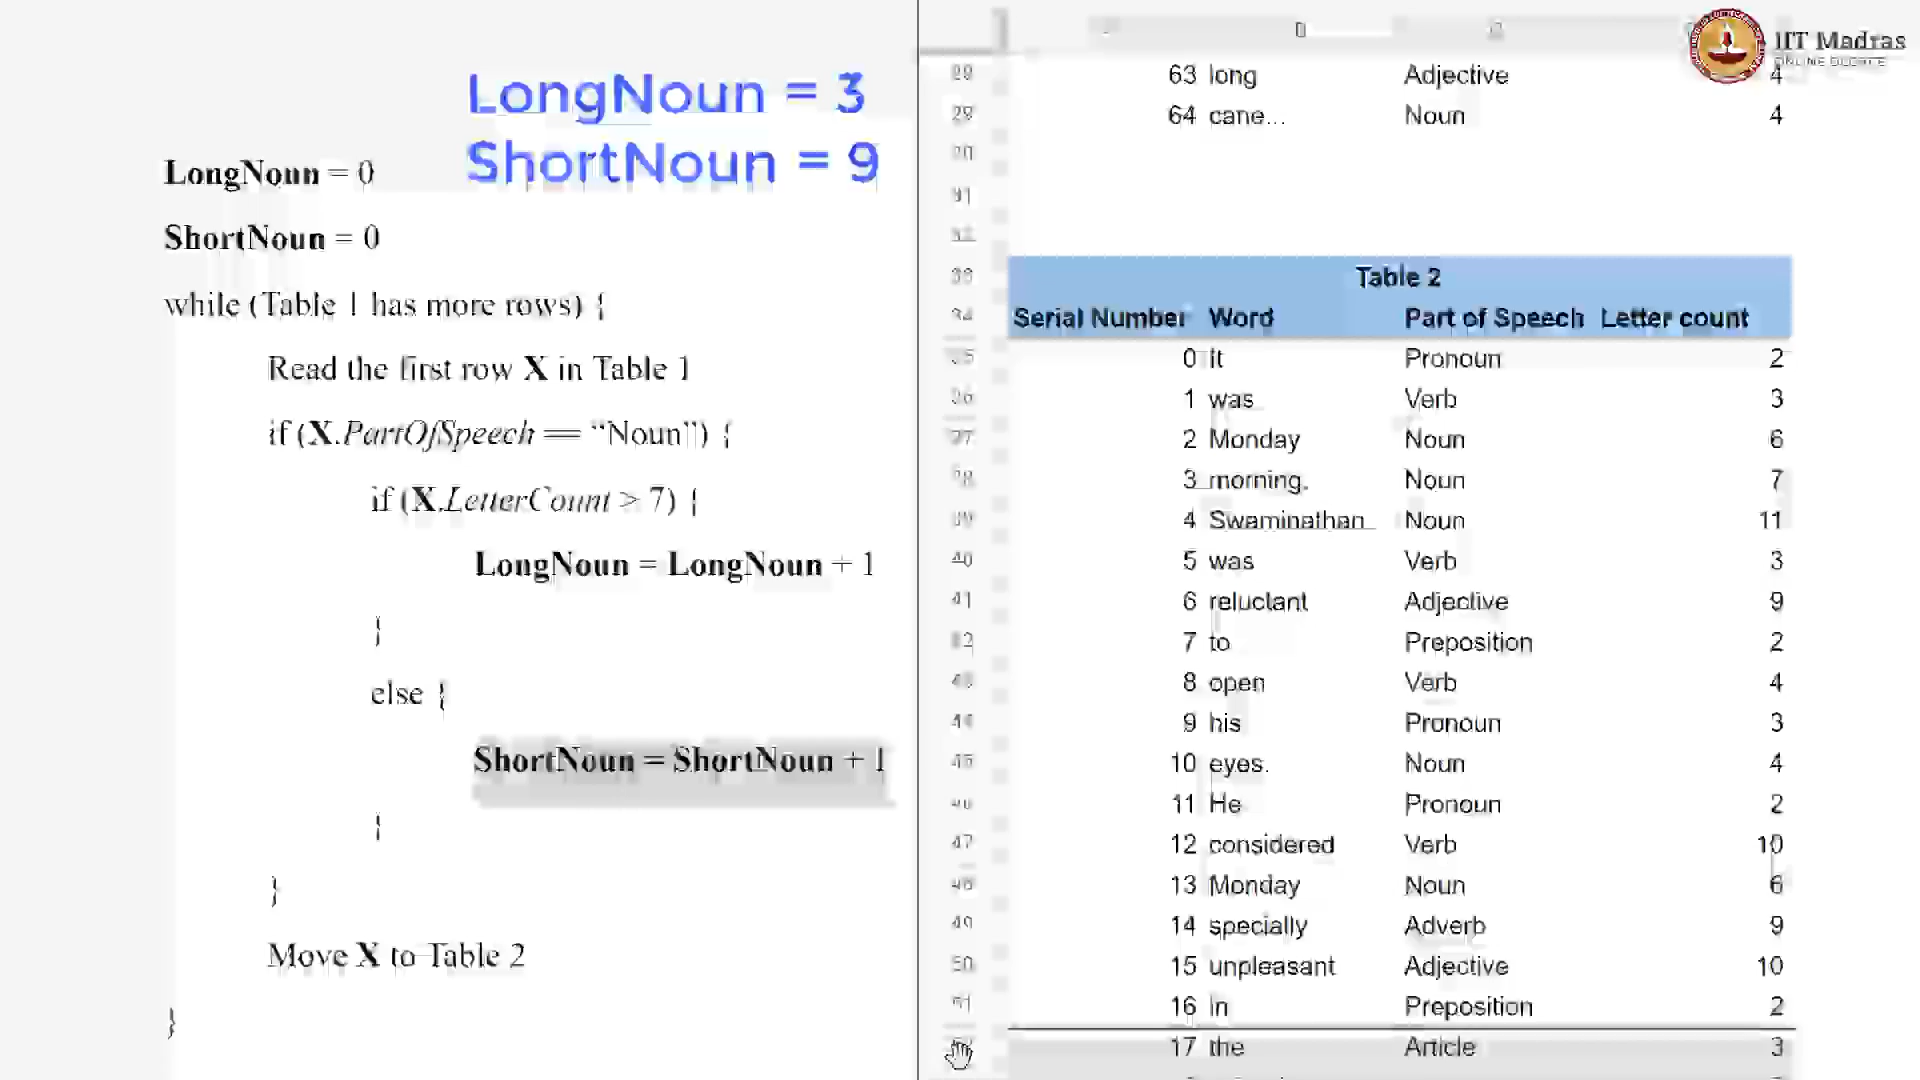 LongNoun = 3
ShortNoun = 9
LongNoun = 0
ShortNoun = 0
while (Table 1 has more rows) {
Read the first row X in Table 1
if (X.PartOfSpeech == “Noun”) {
if (X.LetterCount > 7) {
LongNoun = LongNoun + 1
}
else {
ShortNoun = ShortNoun + 1
}
}
Move X to Table 2
}
IIT Madras
ONLINE DEGREE
63 long Adjective 4
64 cane... Noun 4
Table 2
Serial Number Word Part of Speech Letter count
0 It Pronoun 2
1 was Verb 3
2 Monday Noun 6
3 morning. Noun 7
4 Swaminathan Noun 11
5 was Verb 3
6 reluctant Adjective 9
7 to Preposition 2
8 open Verb 4
9 his Pronoun 3
10 eyes. Noun 4
11 He Pronoun 2
12 considered Verb 10
13 Monday Noun 6
14 specially Adverb 9
15 unpleasant Adjective 10
16 in Preposition 2
17 the Article 3